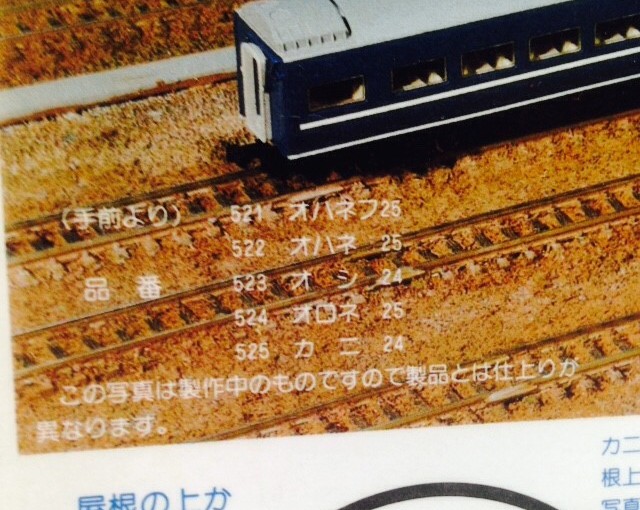 (手前より) 521 オハネフ25
522 オハネ 25
品番 523 オシ 24
524 オロネ 25
525 カニ 24
この写真は製作中のものですので製品とは仕上りが
異なります。
屋根の上が
カニ
根上
写真